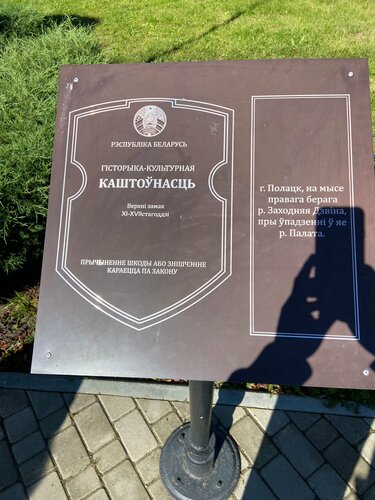 РЭСПУБЛІКА БЕЛАРУСЬ
ГІСТОРЫКА-КУЛЬТУРНАЯ
КАШТОЎНАСЦЬ
Верхні замак
XI-XVIIстагоддзі
ПРЫЧЫНЕННЕ ШКОДЫ АБО ЗНІШЧЭННЕ
КАРАЕЦЦА ПА ЗАКОНУ
г. Полацк, на мысе
правага берага
р. Заходняя Дзвіна,
пры ўпадзенні ў яе
р. Палата.